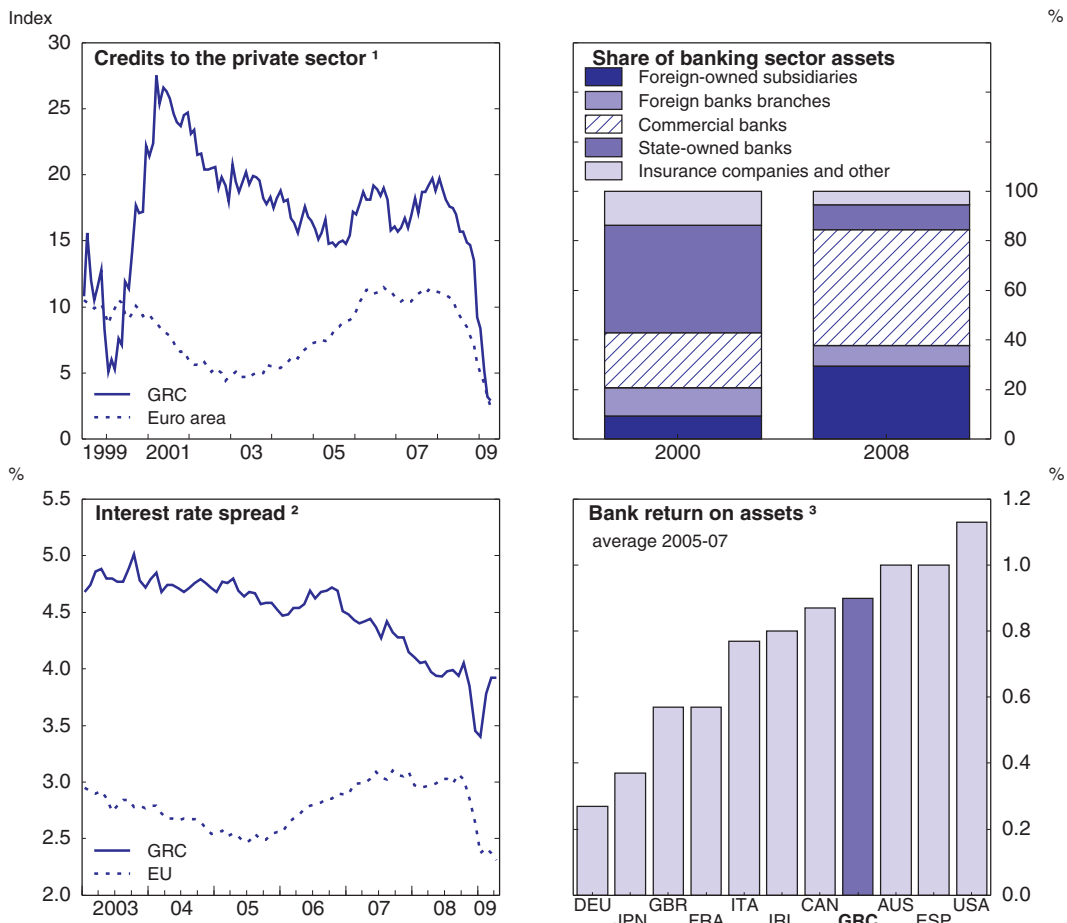 Index
Credits to the private sector ¹
30
25
20
15
10
5
0
GRC
Euro area
1999 2001 03 05 07 09
%
Share of banking sector assets
Foreign-owned subsidiaries
Foreign banks branches
Commercial banks
State-owned banks
Insurance companies and other
100
80
60
40
20
0
2000 2008
%
Interest rate spread ²
5.5
5.0
4.5
4.0
3.5
3.0
2.5
2.0
GRC
EU
2003 04 05 06 07 08 09
%
Bank return on assets ³
average 2005-07
1.2
1.0
0.8
0.6
0.4
0.2
0.0
DEU GBR ITA CAN AUS USA
JPN FRA IRL GRC ESP